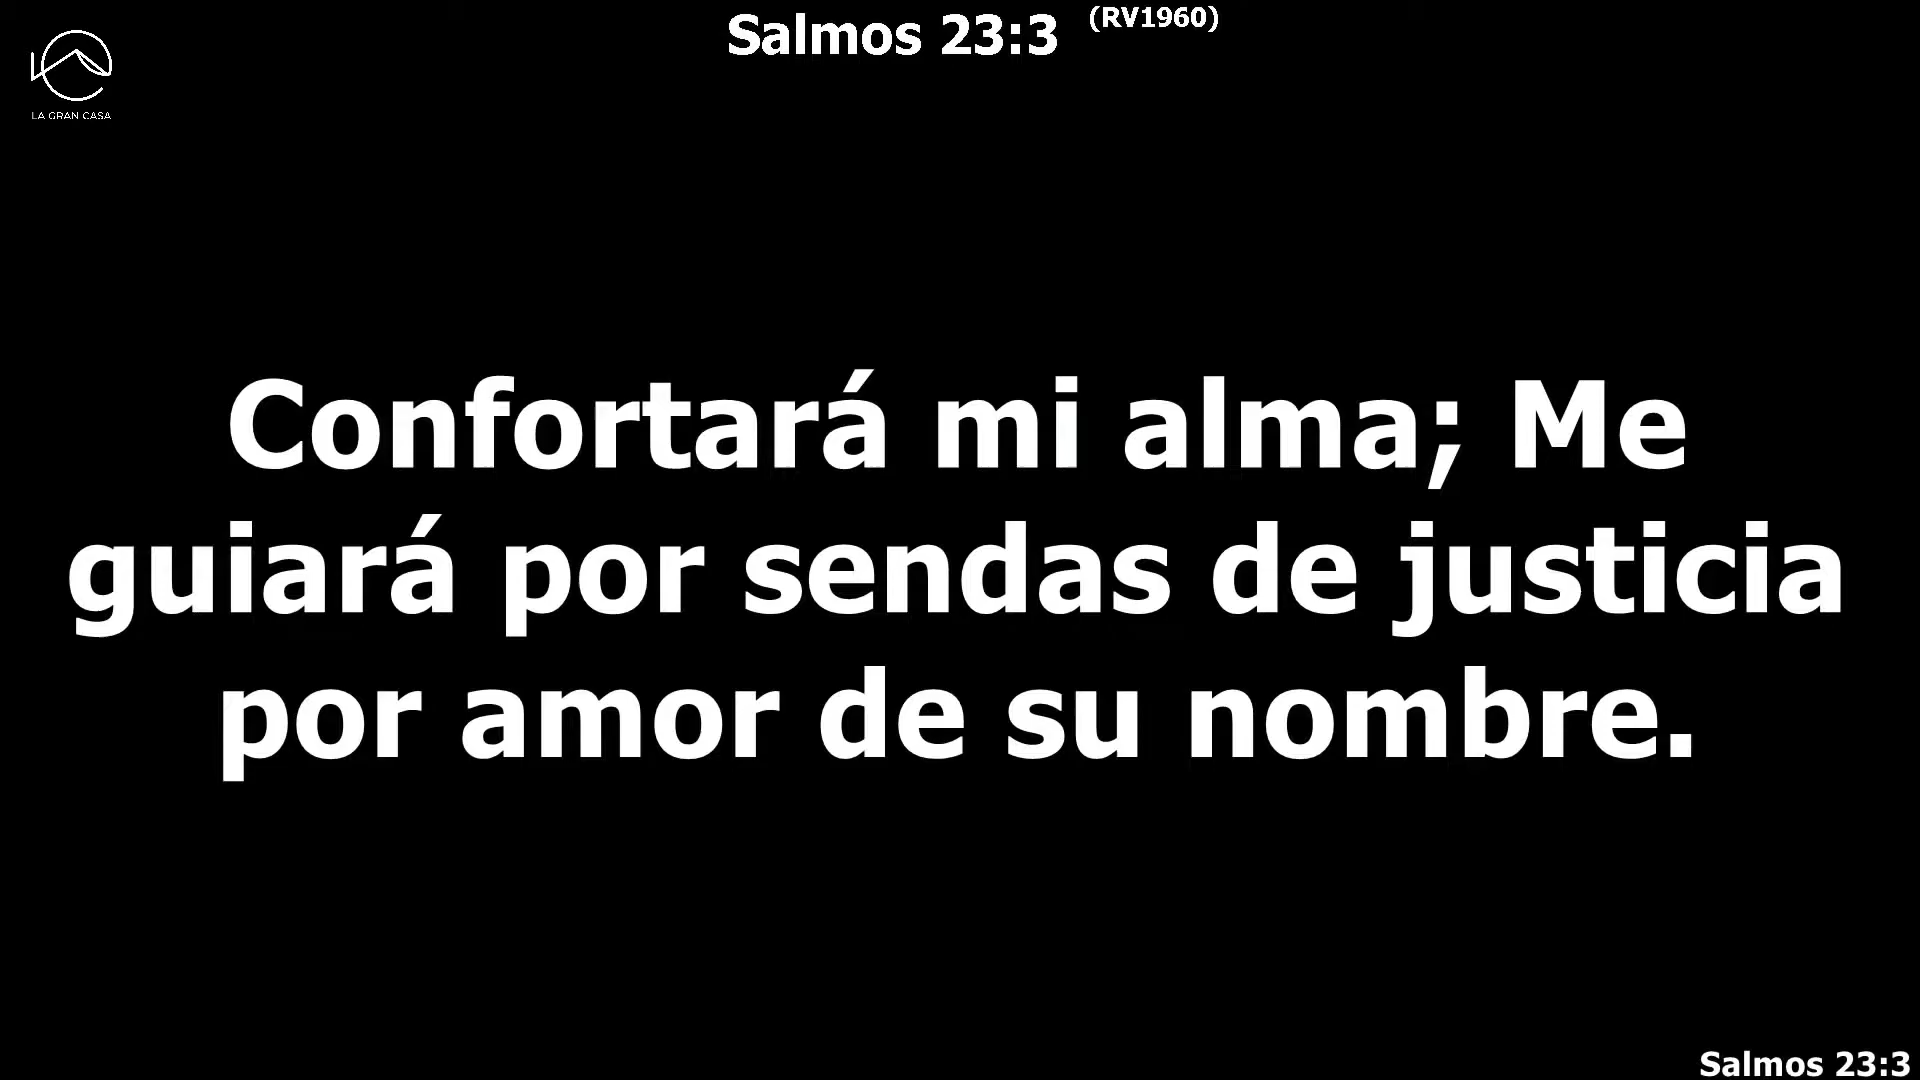 Salmos 23:3 (RV1960)
LA GRAN CASA
Confortará mi alma; Me
guiará por sendas de justicia
por amor de su nombre.
Salmos 23:3